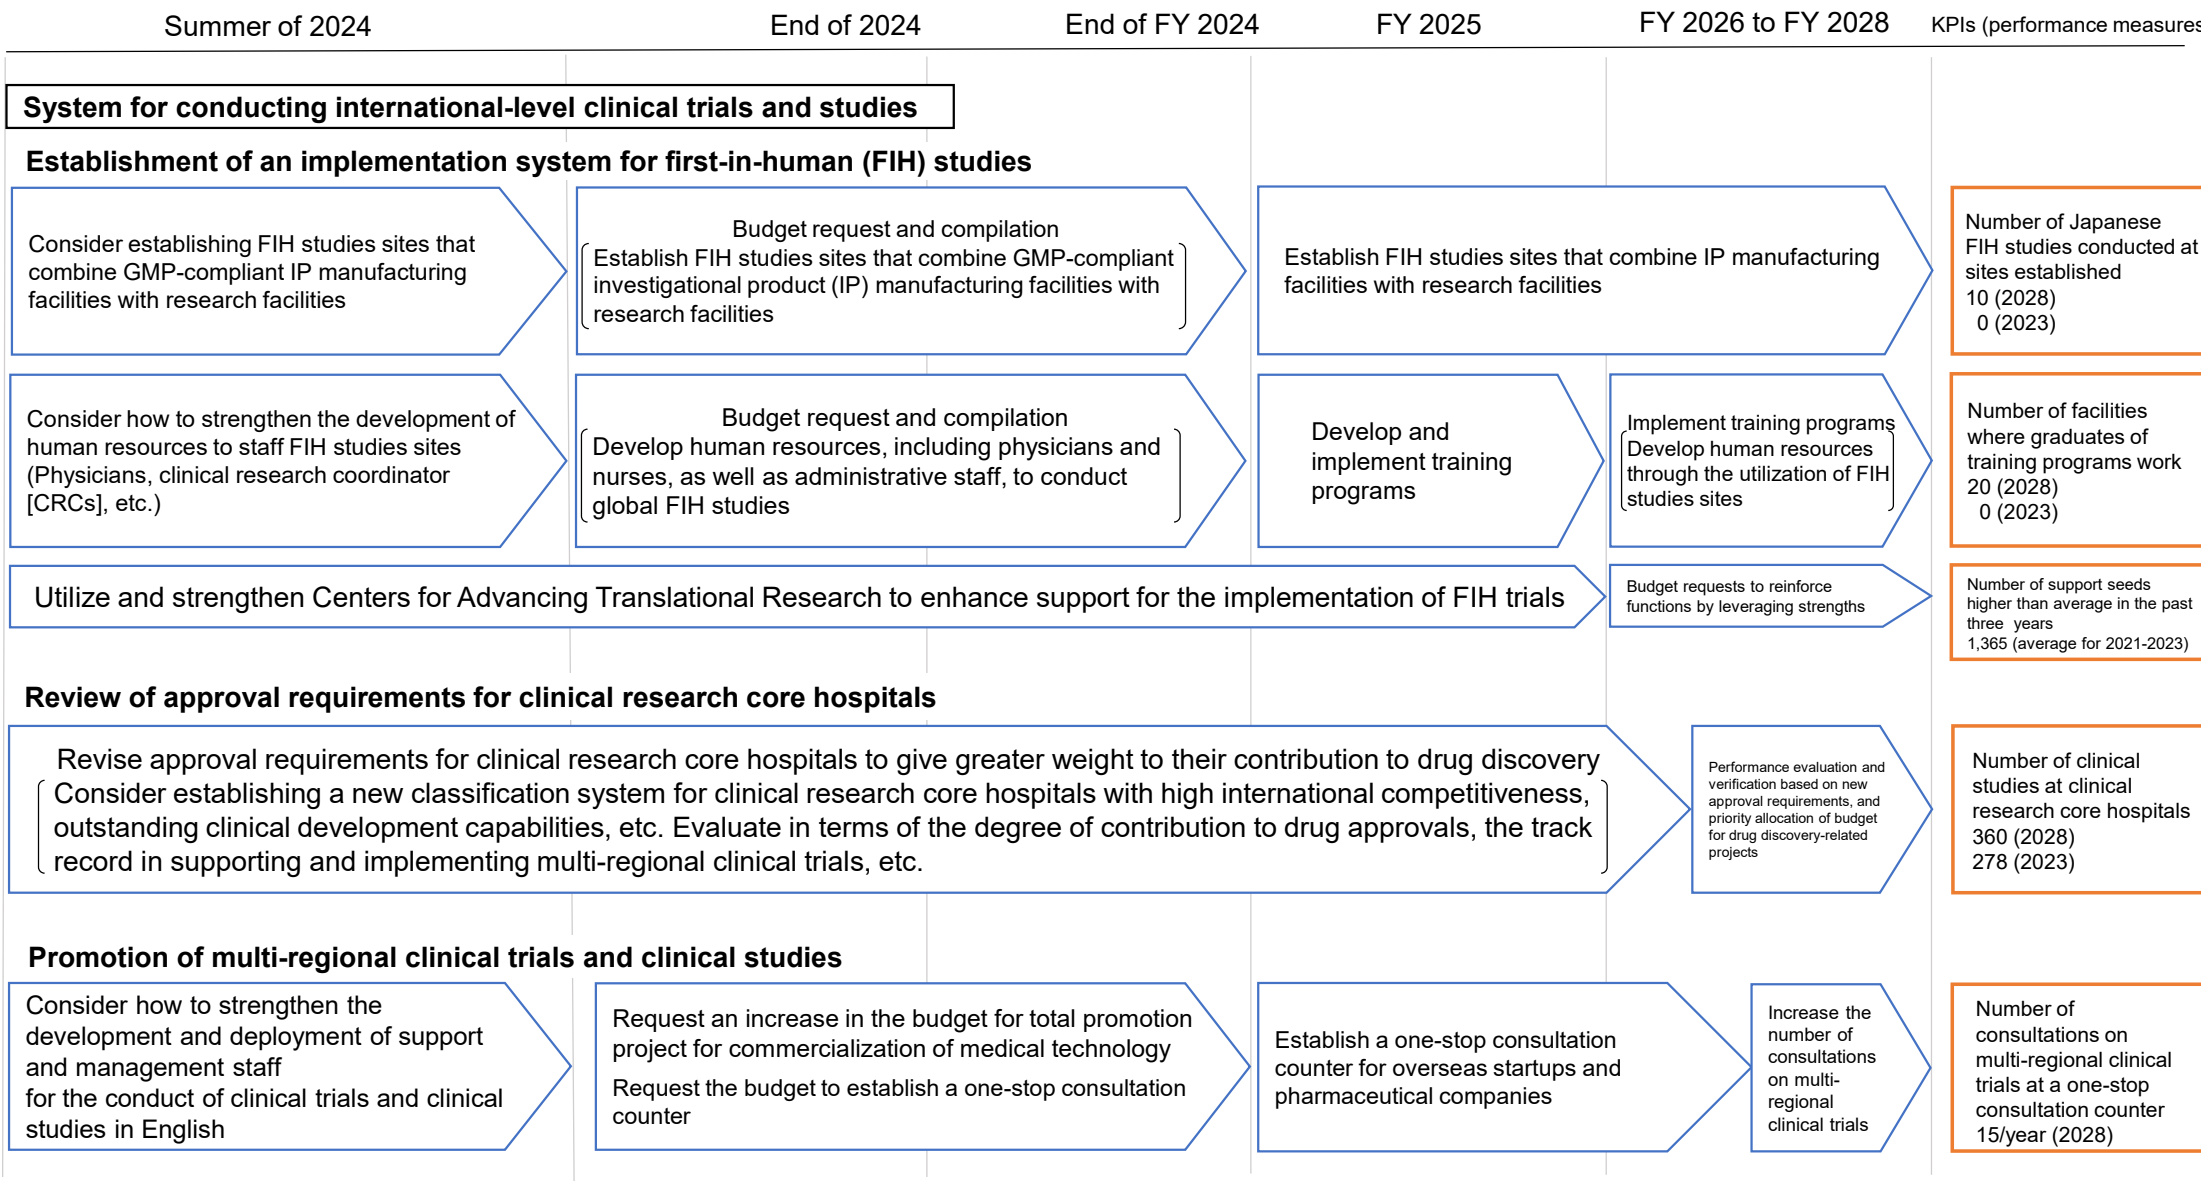 Summer of 2024
End of 2024
End of FY 2024
FY 2025
FY 2026 to FY 2028
KPIs (performance measures
System for conducting international-level clinical trials and studies
Establishment of an implementation system for first-in-human (FIH) studies
Consider establishing FIH studies sites that
combine GMP-compliant IP manufacturing
facilities with research facilities
Budget request and compilation
Establish FIH studies sites that combine GMP-compliant
investigational product (IP) manufacturing facilities with
research facilities
Establish FIH studies sites that combine IP manufacturing
facilities with research facilities
Number of Japanese
FIH studies conducted at
sites established
10 (2028)
0 (2023)
Consider how to strengthen the development of
human resources to staff FIH studies sites
(Physicians, clinical research coordinator
[CRCs], etc.)
Budget request and compilation
Develop human resources, including physicians and
nurses, as well as administrative staff, to conduct
global FIH studies
Develop and
implement training
programs
Implement training programs
Develop human resources
through the utilization of FIH
studies sites
Number of facilities
where graduates of
training programs work
20 (2028)
0 (2023)
Utilize and strengthen Centers for Advancing Translational Research to enhance support for the implementation of FIH trials
Budget requests to reinforce
functions by leveraging strengths
Number of support seeds
higher than average in the past
three years
1,365 (average for 2021-2023)
Review of approval requirements for clinical research core hospitals
Revise approval requirements for clinical research core hospitals to give greater weight to their contribution to drug discovery
Consider establishing a new classification system for clinical research core hospitals with high international competitiveness,
outstanding clinical development capabilities, etc. Evaluate in terms of the degree of contribution to drug approvals, the track
record in supporting and implementing multi-regional clinical trials, etc.
Performance evaluation and
verification based on new
approval requirements, and
priority allocation of budget
for drug discovery-related
projects
Number of clinical
studies at clinical
research core hospitals
360 (2028)
278 (2023)
Promotion of multi-regional clinical trials and clinical studies
Consider how to strengthen the
development and deployment of support
and management staff
for the conduct of clinical trials and clinical
studies in English
Request an increase in the budget for total promotion
project for commercialization of medical technology
Request the budget to establish a one-stop consultation
counter
Establish a one-stop consultation
counter for overseas startups and
pharmaceutical companies
Increase the
number of
consultations
on multi-
regional
clinical trials
Number of
consultations on
multi-regional clinical
trials at a one-stop
consultation counter
15/year (2028)